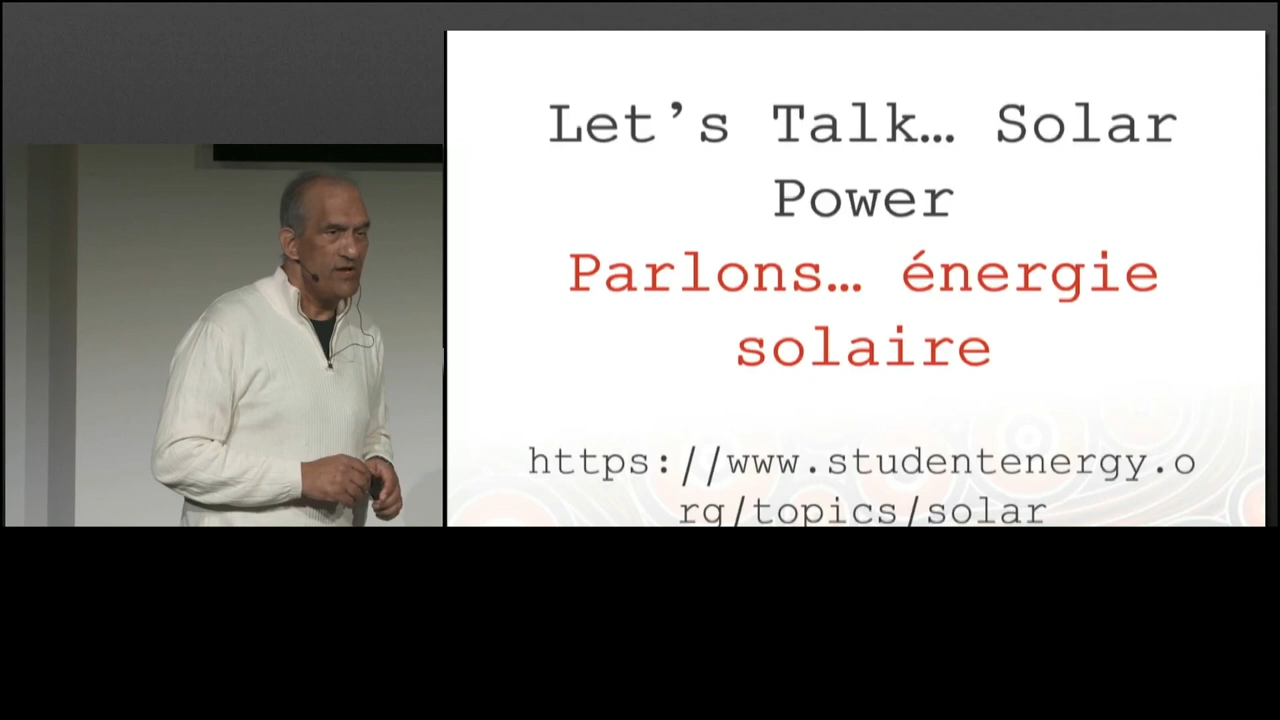 Let’s Talk… Solar
Power
Parlons… énergie
solaire
https://www.studentenergy.o
rg/topics/solar